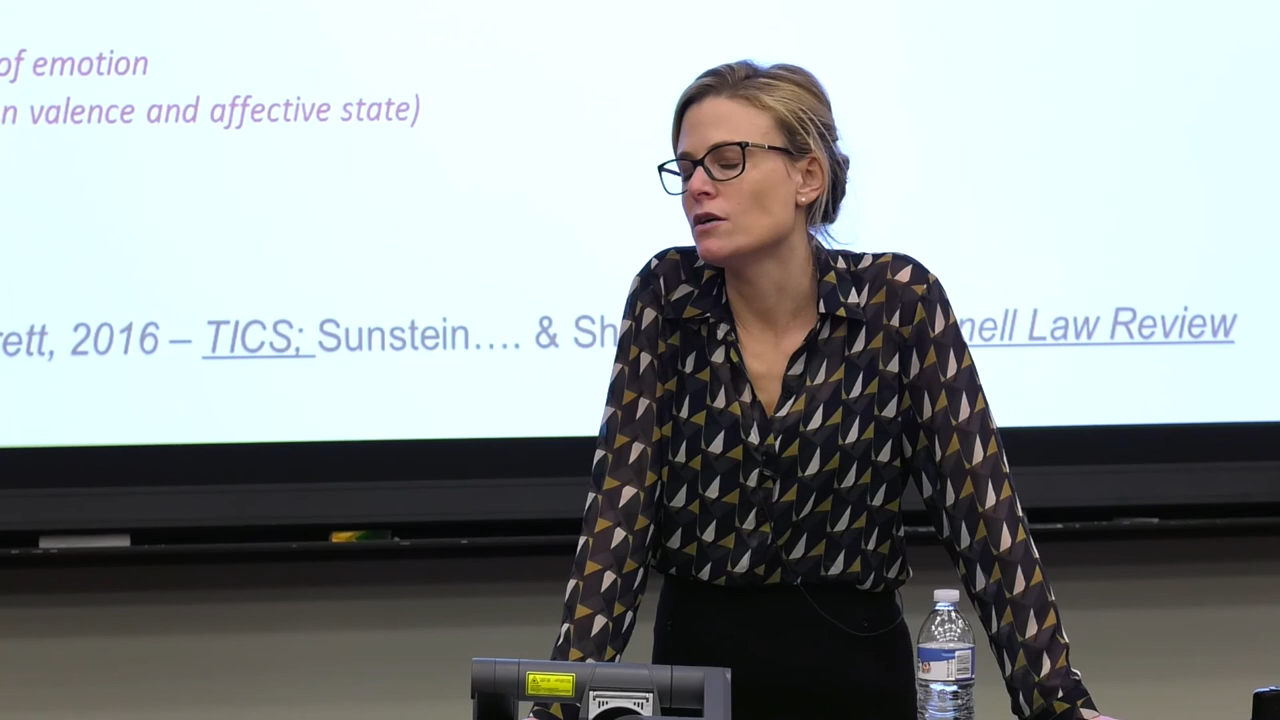 of emotion
n valence and affective state)
rett, 2016 – TICS; Sunstein…. & Sh nell Law Review